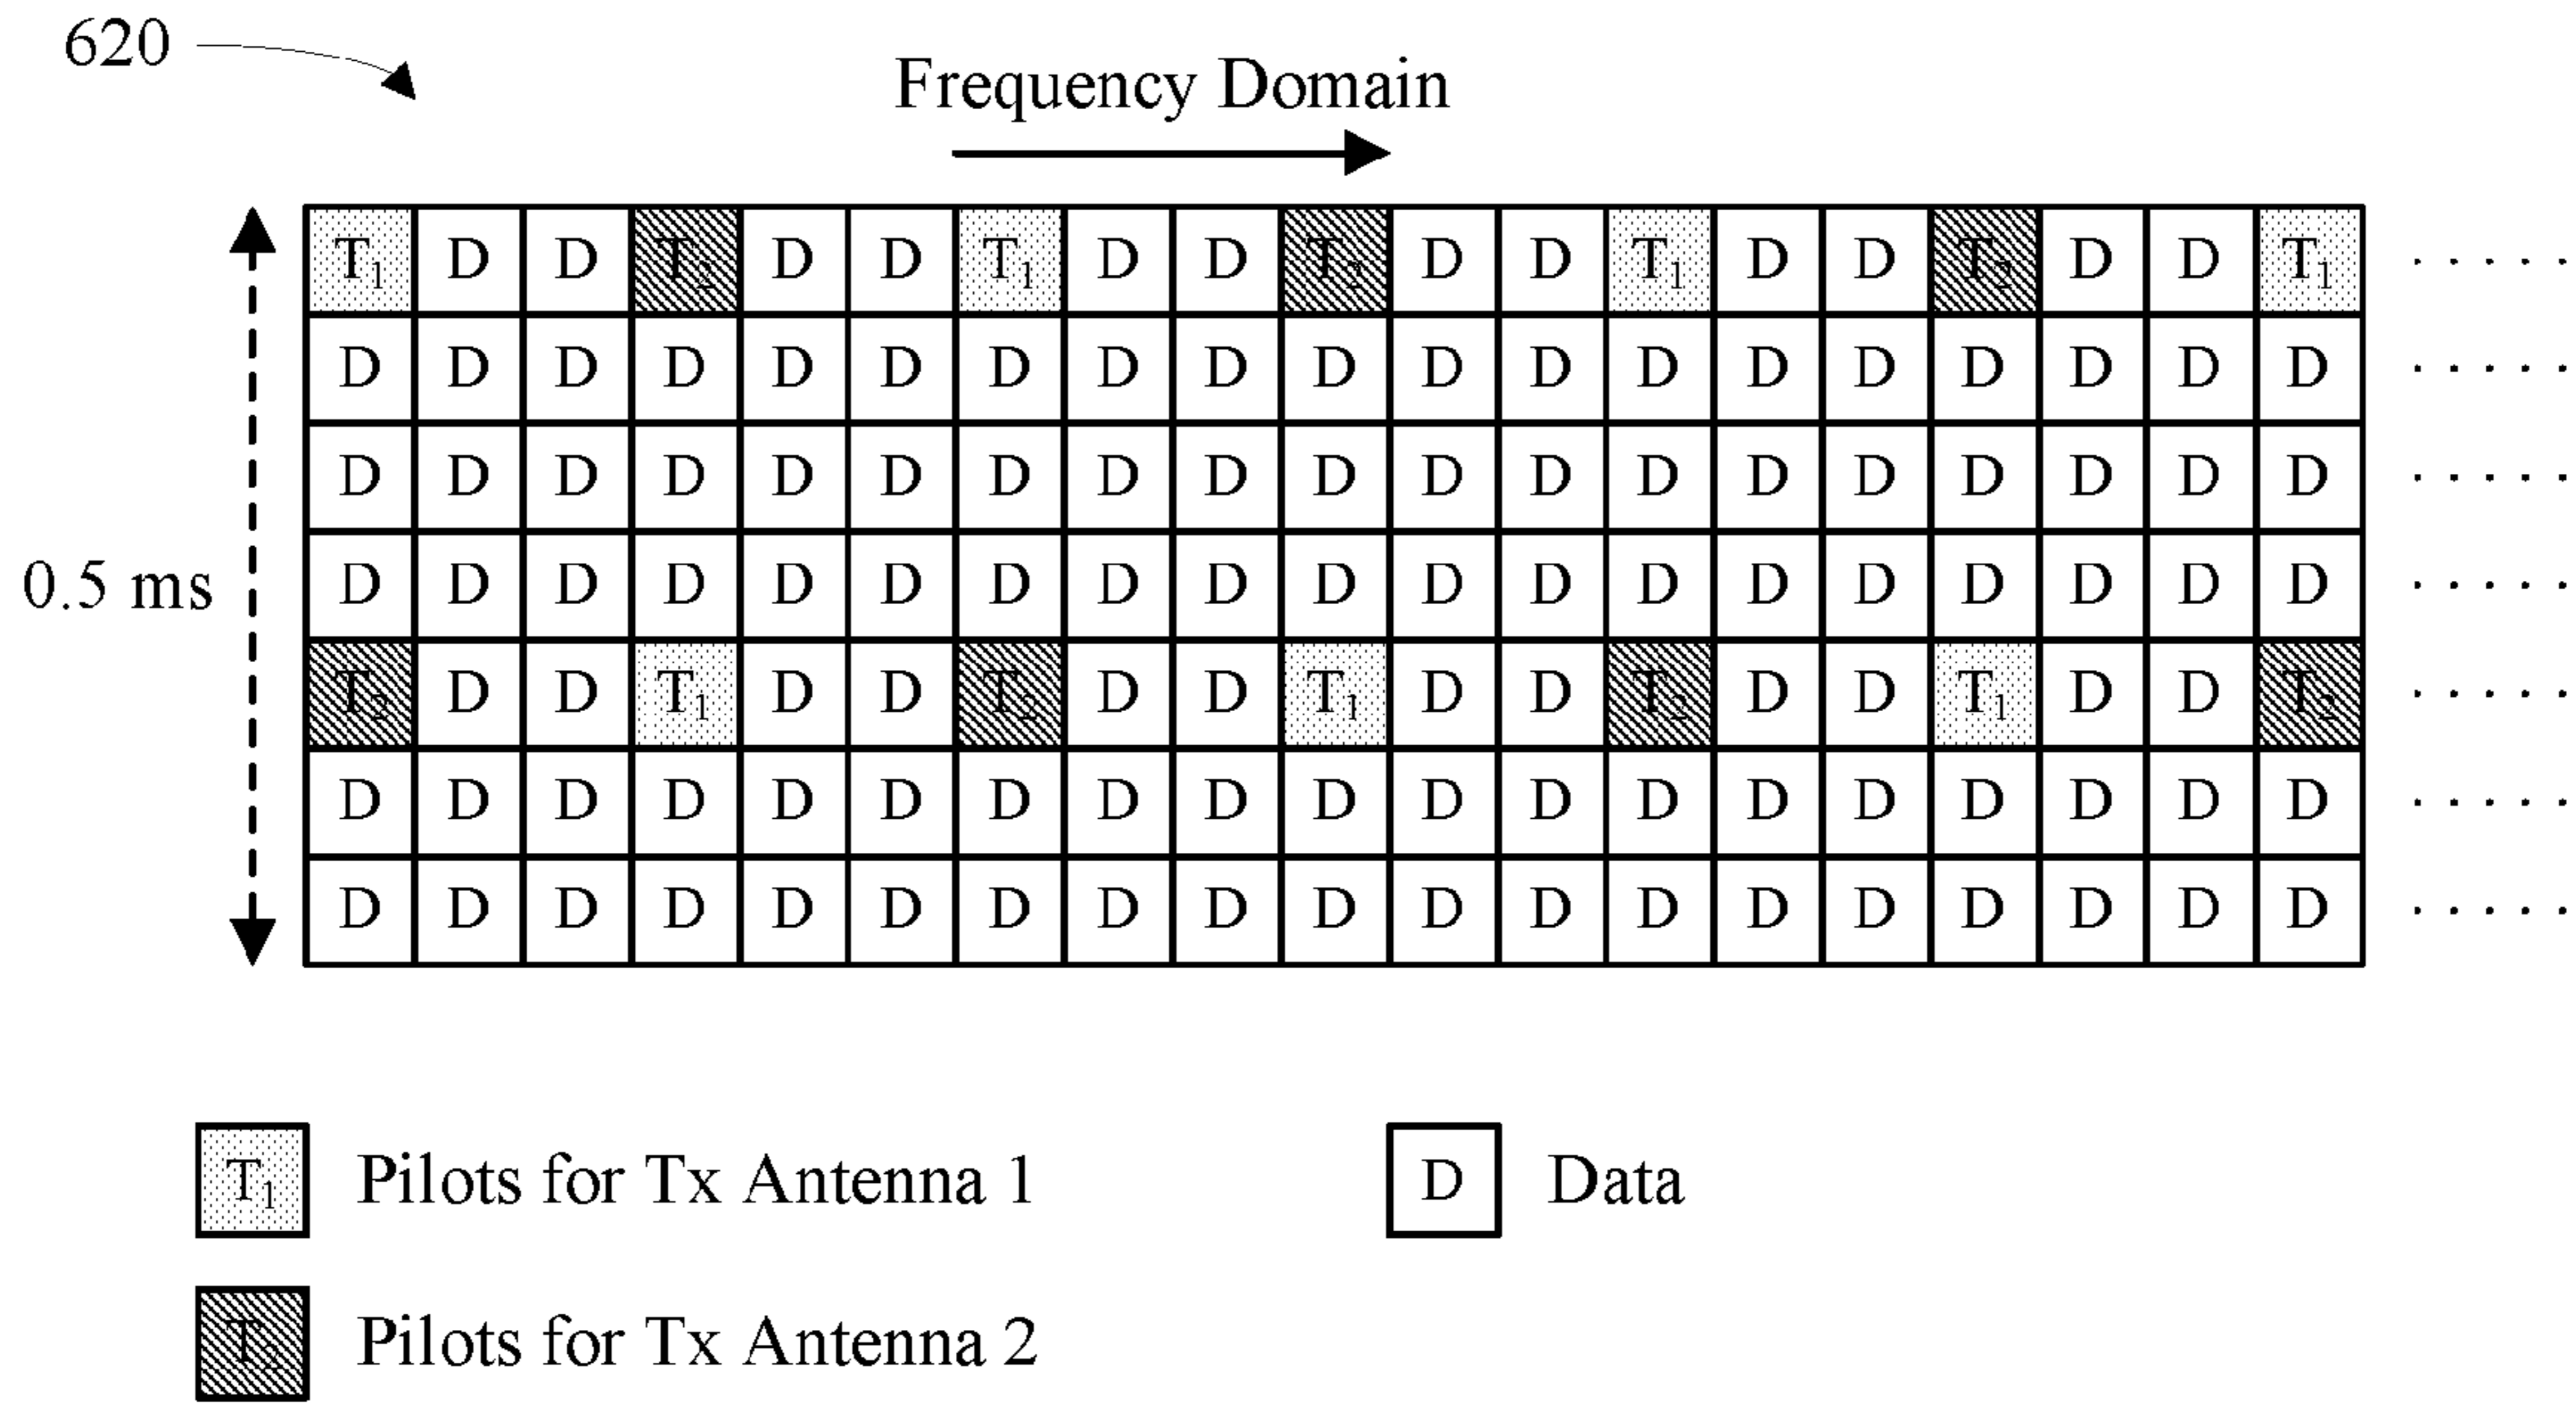 620
Frequency Domain
T1 D D T2 D D T1 D D T2 D D T1 D D T2 D D T1 . . . . .
D D D D D D D D D D D D D D D D D D D . . . . .
D D D D D D D D D D D D D D D D D D D . . . . .
0.5 ms D D D D D D D D D D D D D D D D D D D . . . . .
T2 D D T1 D D T2 D D T1 D D T2 D D T1 D D T2 . . . . .
D D D D D D D D D D D D D D D D D D D . . . . .
D D D D D D D D D D D D D D D D D D D . . . . .
T1 Pilots for Tx Antenna 1 D Data
T2 Pilots for Tx Antenna 2